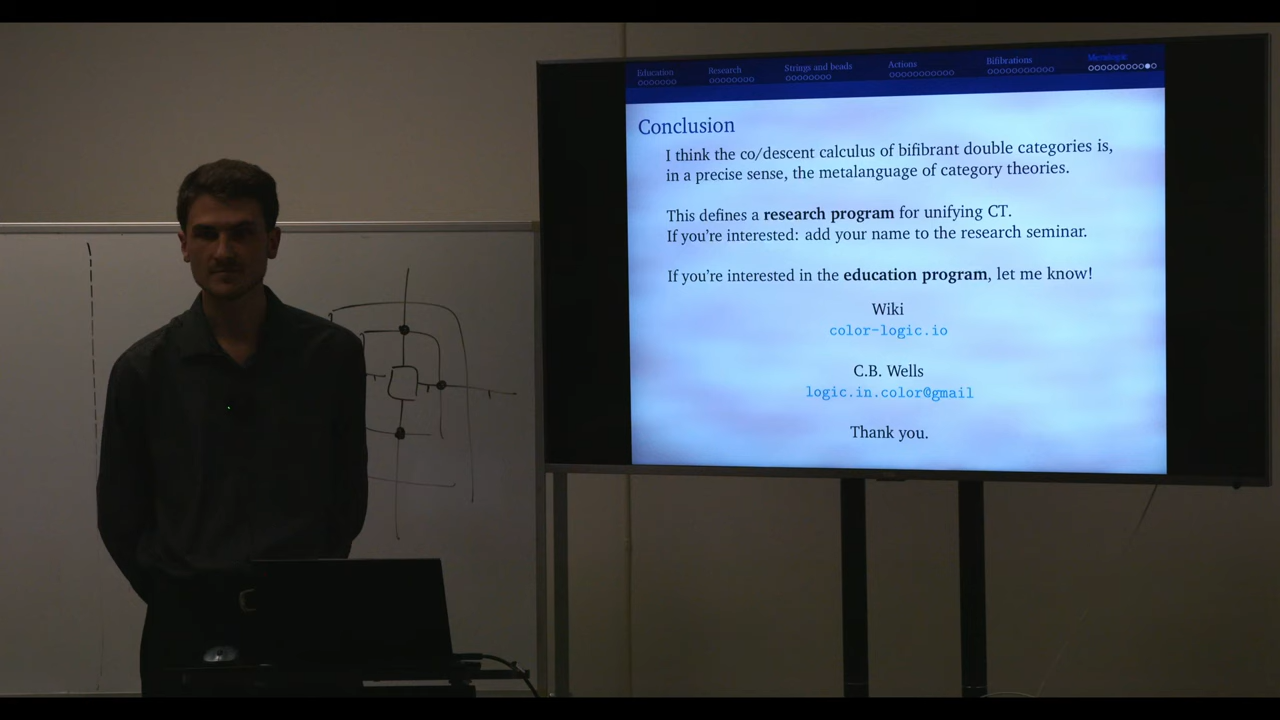 Education Research Strings and beads Actions Bifibrations Metalogic
Conclusion
I think the co/descent calculus of bifibrant double categories is,
in a precise sense, the metalanguage of category theories.
This defines a research program for unifying CT.
If you're interested: add your name to the research seminar.
If you're interested in the education program, let me know!
Wiki
color-logic.io
C.B. Wells
logic.in.color@gmail
Thank you.